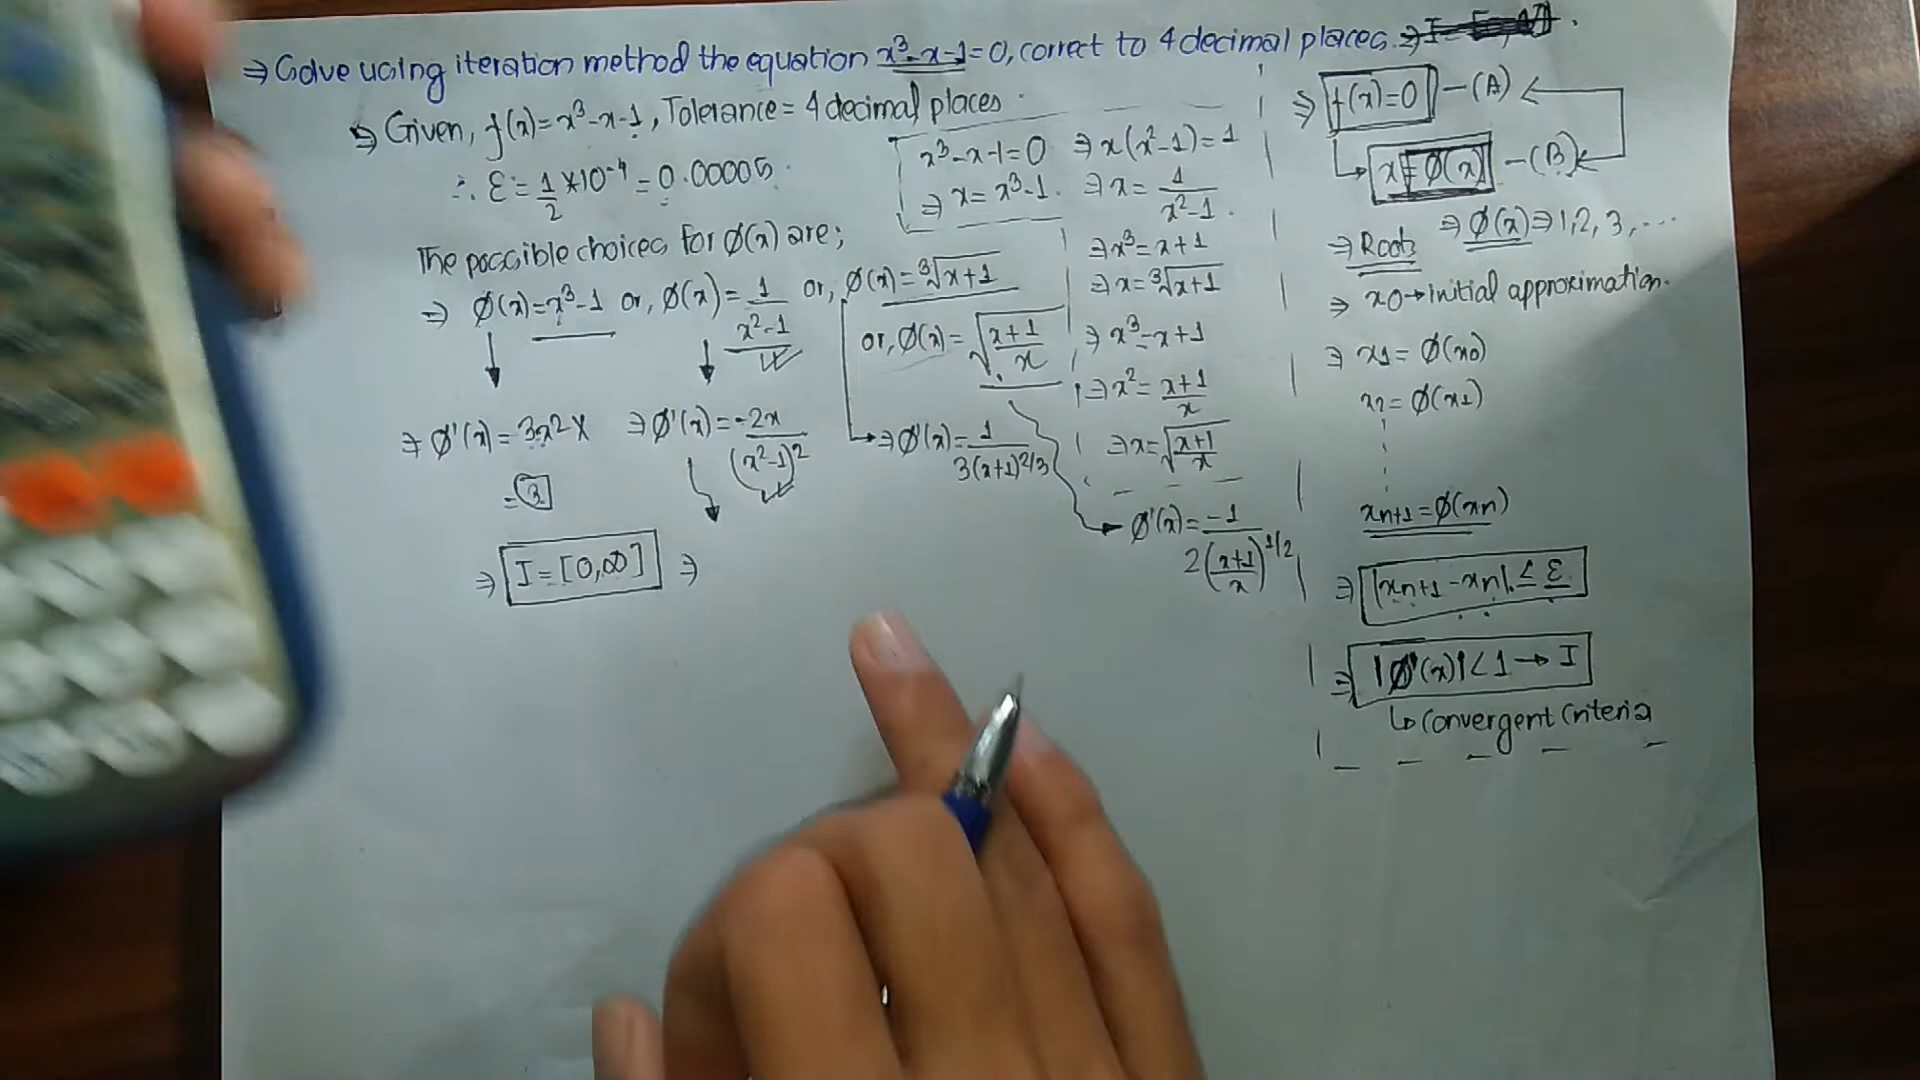 ⇒ Solve using iteration method the equation x³-x-1=0, correct to 4 decimal places.
⇒ Given, f(x)=x³-x-1, Tolerance = 4 decimal places.
∴ ε = 1/2 *10⁻⁴ = 0.00005.
The possible choices for φ(x) are;
⇒ φ(x)=x³-1 or, φ(x)= 1/(x²-1) or, φ(x)=³√(x+1)
or, φ(x)= √((x+1)/x)
⇒ φ'(x)=3x² X
=3
⇒ φ'(x)= -2x/(x²-1)²
⇒ φ'(x)= 1/(3(x+1)^2/3)
φ'(x)= -1/(2((x+1)/x)^1/2)
⇒ I=[0,∞] ⇒
x³-x-1=0
⇒ x=x³-1.
⇒ x(x²-1)=1
⇒ x= 1/(x²-1).
⇒ x³=x+1
⇒ x=³√(x+1)
⇒ x³=x+1
⇒ x²= (x+1)/x
⇒ x=√((x+1)/x)
⇒ f(x)=0 -(A)
x=φ(x) -(B)
⇒ φ(x)⇒1,2,3,....
⇒ Roots
⇒ x0→initial approximation.
⇒ x1= φ(x0)
x2= φ(x1)
xn+1=φ(xn)
⇒ |xn+1-xn| ≤ ε
⇒ |φ'(x)|<1→I
↳ Convergent Criteria